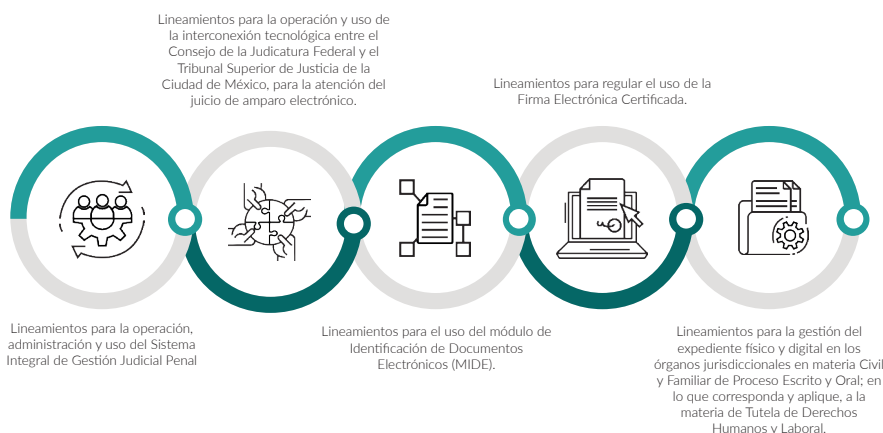 Lineamientos para la operación y uso de
la interconexión tecnológica entre el
Consejo de la Judicatura Federal y el
Tribunal Superior de Justicia de la
Ciudad de México, para la atención del
juicio de amparo electrónico.
Lineamientos para regular el uso de la
Firma Electrónica Certificada.
Lineamientos para la operación,
administración y uso del Sistema
Integral de Gestión Judicial Penal
Lineamientos para el uso del módulo de
Identificación de Documentos
Electrónicos (MIDE).
Lineamientos para la gestión del
expediente físico y digital en los
órganos jurisdiccionales en materia Civil
y Familiar de Proceso Escrito y Oral; en
lo que corresponda y aplique, a la
materia de Tutela de Derechos
Humanos y Laboral.